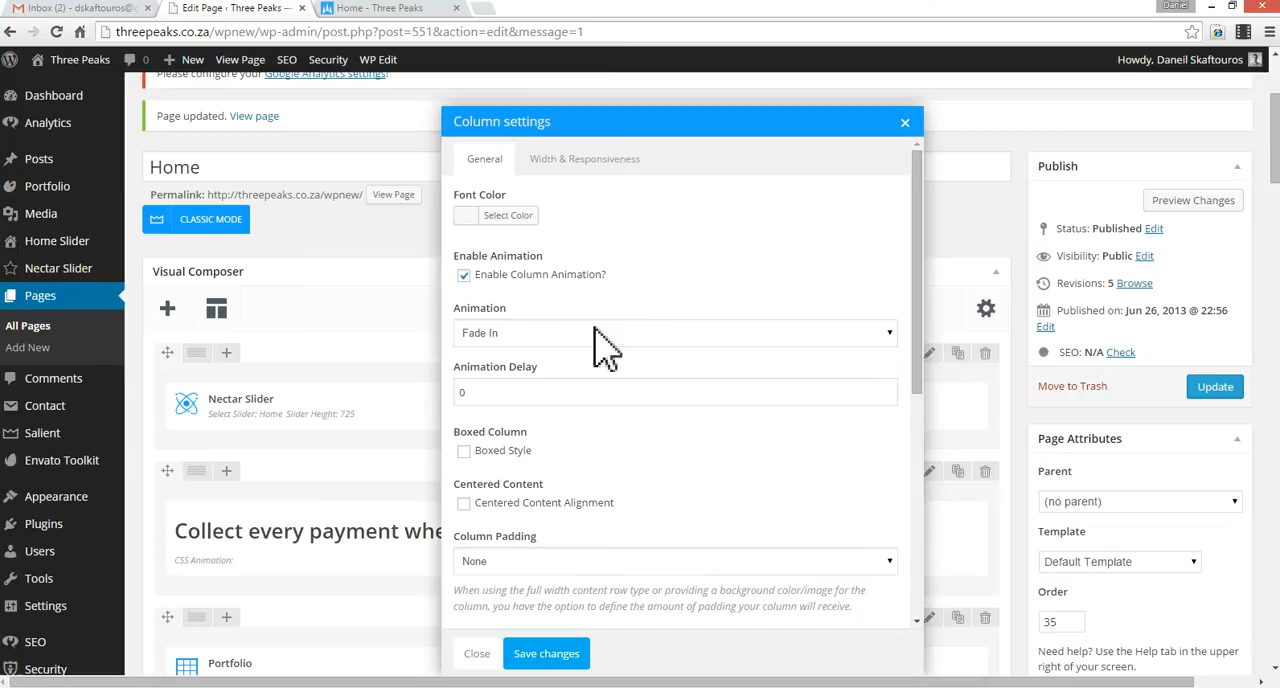 Inbox (2) - dskaftouros@
Edit Page ‹ Three Peaks —
Home - Three Peaks
Daniel
threepeaks.co.za/wpnew/wp-admin/post.php?post=551&action=edit&message=1
Three Peaks
0
New
View Page
SEO
Security
WP Edit
Howdy, Daneil Skaftouros
Dashboard
Analytics
Posts
Portfolio
Media
Home Slider
Nectar Slider
Pages
All Pages
Add New
Comments
Contact
Salient
Envato Toolkit
Appearance
Plugins
Users
Tools
Settings
SEO
Security
Please configure your Google Analytics settings!
Page updated. View page
Home
Permalink: http://threepeaks.co.za/wpnew/
View Page
CLASSIC MODE
Visual Composer
Nectar Slider
Select Slider: Home Slider Height: 725
Collect every payment whe
CSS Animation:
Portfolio
Column settings
×
General
Width & Responsiveness
Font Color
Select Color
Enable Animation
Enable Column Animation?
Animation
Fade In
Animation Delay
0
Boxed Column
Boxed Style
Centered Content
Centered Content Alignment
Column Padding
None
When using the full width content row type or providing a background color/image for the
column, you have the option to define the amount of padding your column will receive.
Close
Save changes
Publish
Preview Changes
Status: Published Edit
Visibility: Public Edit
Revisions: 5 Browse
Published on: Jun 26, 2013 @ 22:56
Edit
SEO: N/A Check
Move to Trash
Update
Page Attributes
Parent
(no parent)
Template
Default Template
Order
35
Need help? Use the Help tab in the upper
right of your screen.